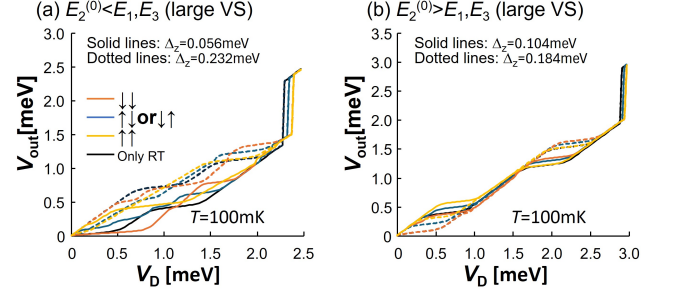 (a) E₂⁽⁰⁾<E₁,E₃ (large VS)
Solid lines: Δz=0.056meV
Dotted lines: Δz=0.232meV
↓↓
↑↓or↓↑
↑↑
Only RT
T=100mK
Vout[meV]
3.0
2.5
2.0
1.5
1.0
0.5
0
0 0.5 1.0 1.5 2.0 2.5
VD [meV]
(b) E₂⁽⁰⁾>E₁,E₃ (large VS)
Solid lines: Δz=0.104meV
Dotted lines: Δz=0.184meV
T=100mK
Vout[meV]
3.5
3.0
2.5
2.0
1.5
1.0
0.5
0
0 0.5 1.0 1.5 2.0 2.5 3.0
VD [meV]